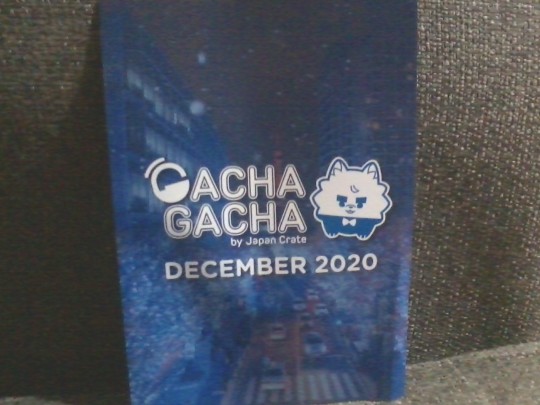 GACHA
GACHA
by Japan Crate
DECEMBER 2020